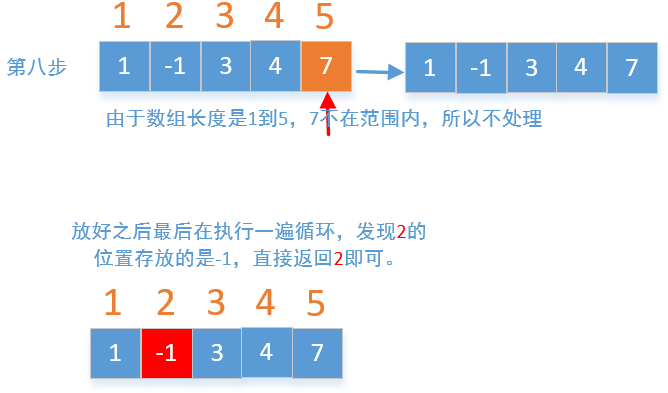 1 2 3 4 5
第八步 1 -1 3 4 7 1 -1 3 4 7
由于数组长度是1到5，7不在范围内，所以不处理
放好之后最后在执行一遍循环，发现2的
位置存放的是-1，直接返回2即可。
1 2 3 4 5
1 -1 3 4 7